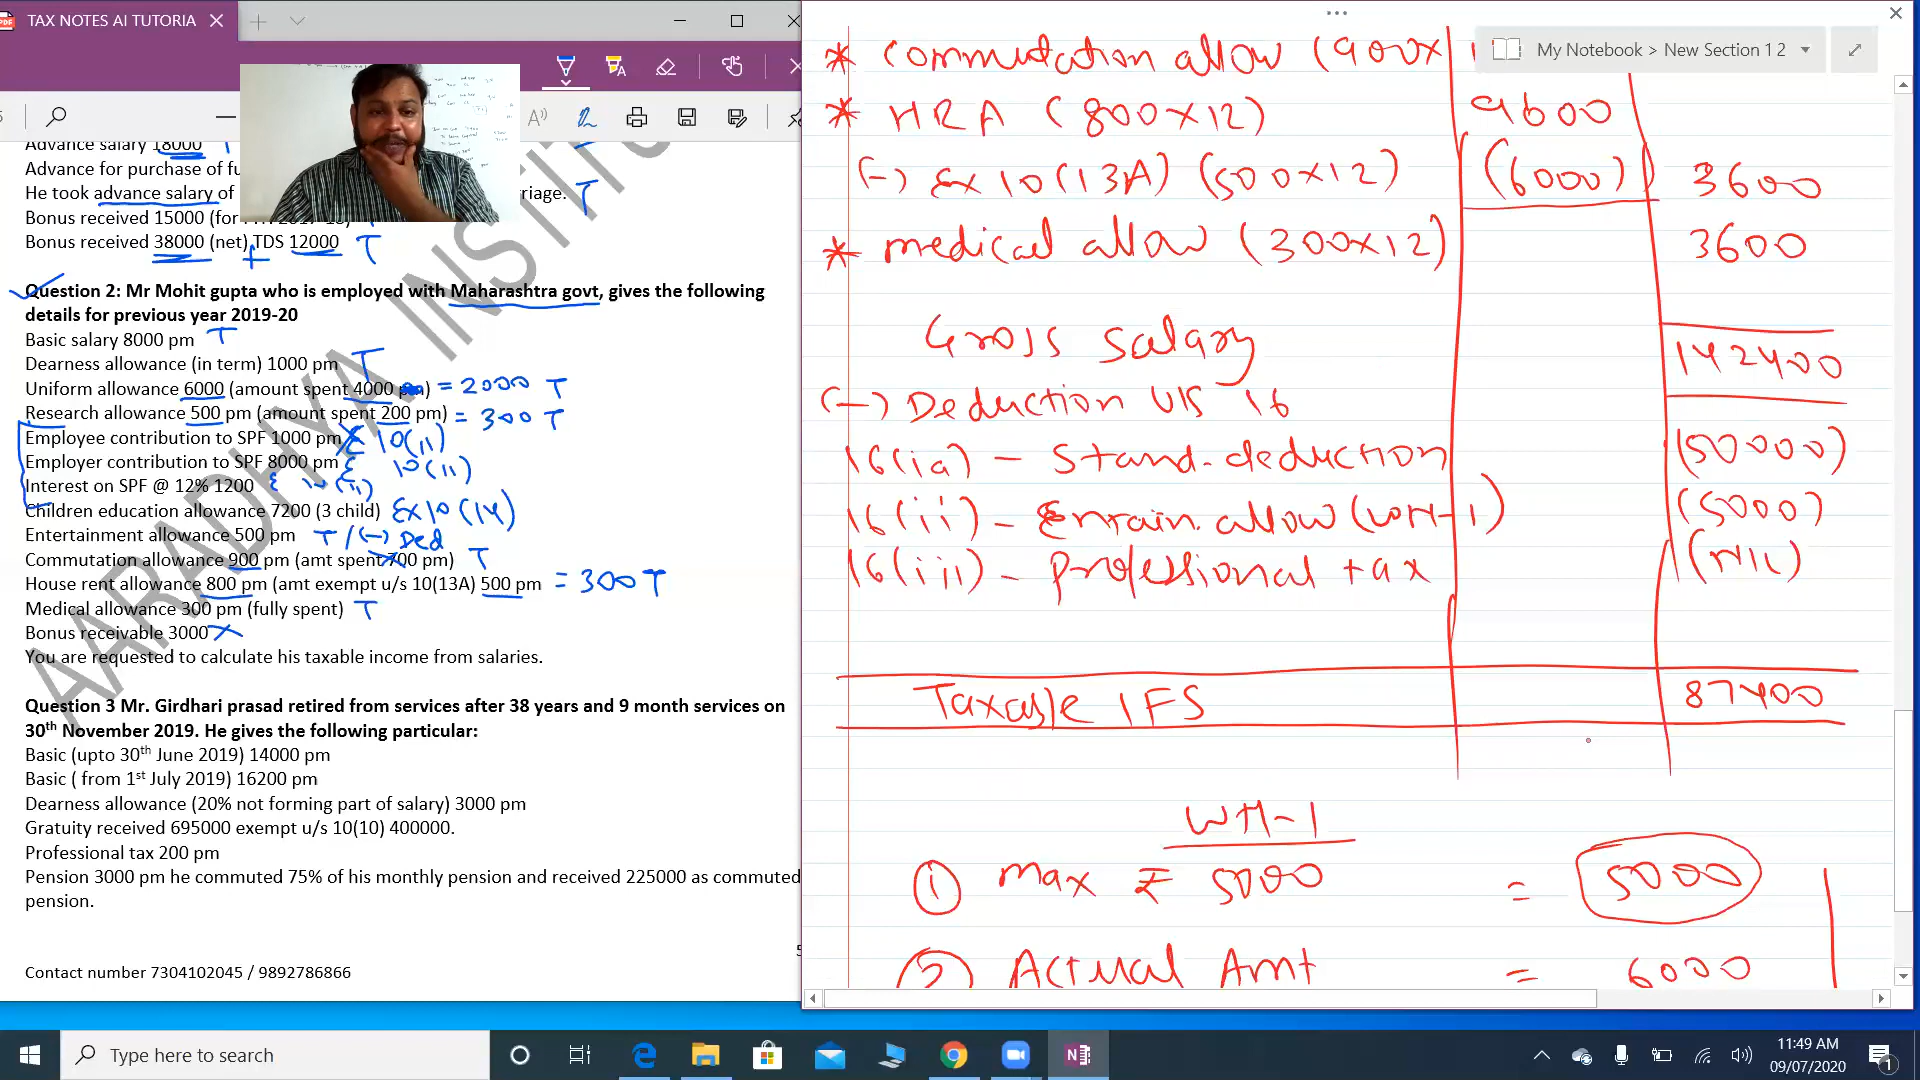 TAX NOTES AI TUTORIA
My Notebook > New Section 1 2
Advance salary 18000 T
Advance for purchase of fu
He took advance salary of riage. T
Bonus received 15000 (for
Bonus received 38000 (net) TDS 12000 T
+
Question 2: Mr Mohit gupta who is employed with Maharashtra govt, gives the following
details for previous year 2019-20
Basic salary 8000 pm T
Dearness allowance (in term) 1000 pm T
Uniform allowance 6000 (amount spent 4000 pm) = 2000 T
Research allowance 500 pm (amount spent 200 pm) = 300 T
Employee contribution to SPF 1000 pm 10(11)
Employer contribution to SPF 8000 pm 10(11)
Interest on SPF @ 12% 1200
Children education allowance 7200 (3 child) Ex 10(14)
Entertainment allowance 500 pm T/(-) Ded
Commutation allowance 900 pm (amt spent 700 pm) T
House rent allowance 800 pm (amt exempt u/s 10(13A) 500 pm = 300 T
Medical allowance 300 pm (fully spent) T
Bonus receivable 3000 X
You are requested to calculate his taxable income from salaries.
Question 3 Mr. Girdhari prasad retired from services after 38 years and 9 month services on
30th November 2019. He gives the following particular:
Basic (upto 30th June 2019) 14000 pm
Basic ( from 1st July 2019) 16200 pm
Dearness allowance (20% not forming part of salary) 3000 pm
Gratuity received 695000 exempt u/s 10(10) 400000.
Professional tax 200 pm
Pension 3000 pm he commuted 75% of his monthly pension and received 225000 as commuted
pension.
Contact number 7304102045 / 9892786866
AARADHYA INSTITU
* Commutation allow (900x
* HRA (800x12) 9600
(-) Ex 10(13A) (500x12) (6000) 3600
* medical allow (300x12) 3600
Gross salary 142400
(-) Deduction U/S 16
16(ia) - Stand. deduction (50000)
16(ii) - Entrain. allow (WN-1) (5000)
16(iii) - Professional tax (NIL)
Taxable IFS 87400
WN-1
① max ₹ 5000 = 5000
② Actual Amt = 6000
Type here to search
11:49 AM
09/07/2020
1